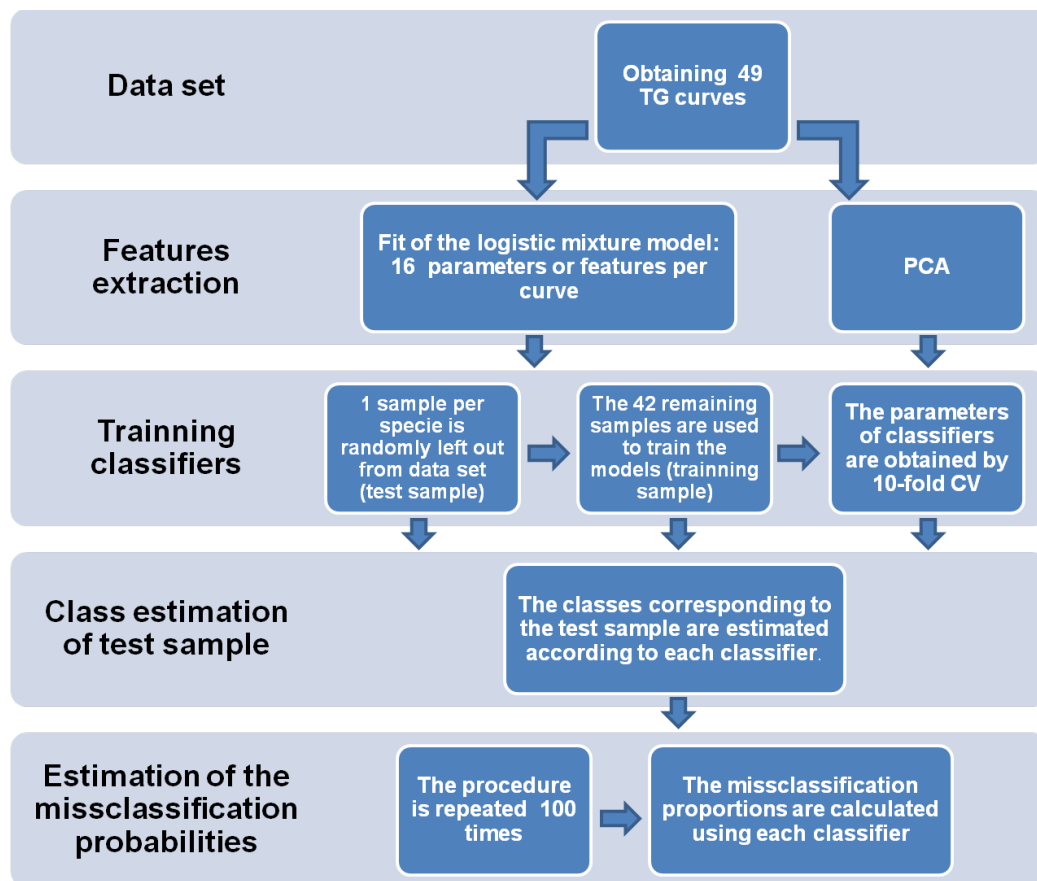 Data set
Obtaining 49
TG curves
Features
extraction
Fit of the logistic mixture model:
16 parameters or features per
curve
PCA
Trainning
classifiers
1 sample per
specie is
randomly left out
from data set
(test sample)
The 42 remaining
samples are used
to train the
models (trainning
sample)
The parameters
of classifiers
are obtained by
10-fold CV
Class estimation
of test sample
The classes corresponding to
the test sample are estimated
according to each classifier.
Estimation of the
missclassification
probabilities
The procedure
is repeated 100
times
The missclassification
proportions are calculated
using each classifier